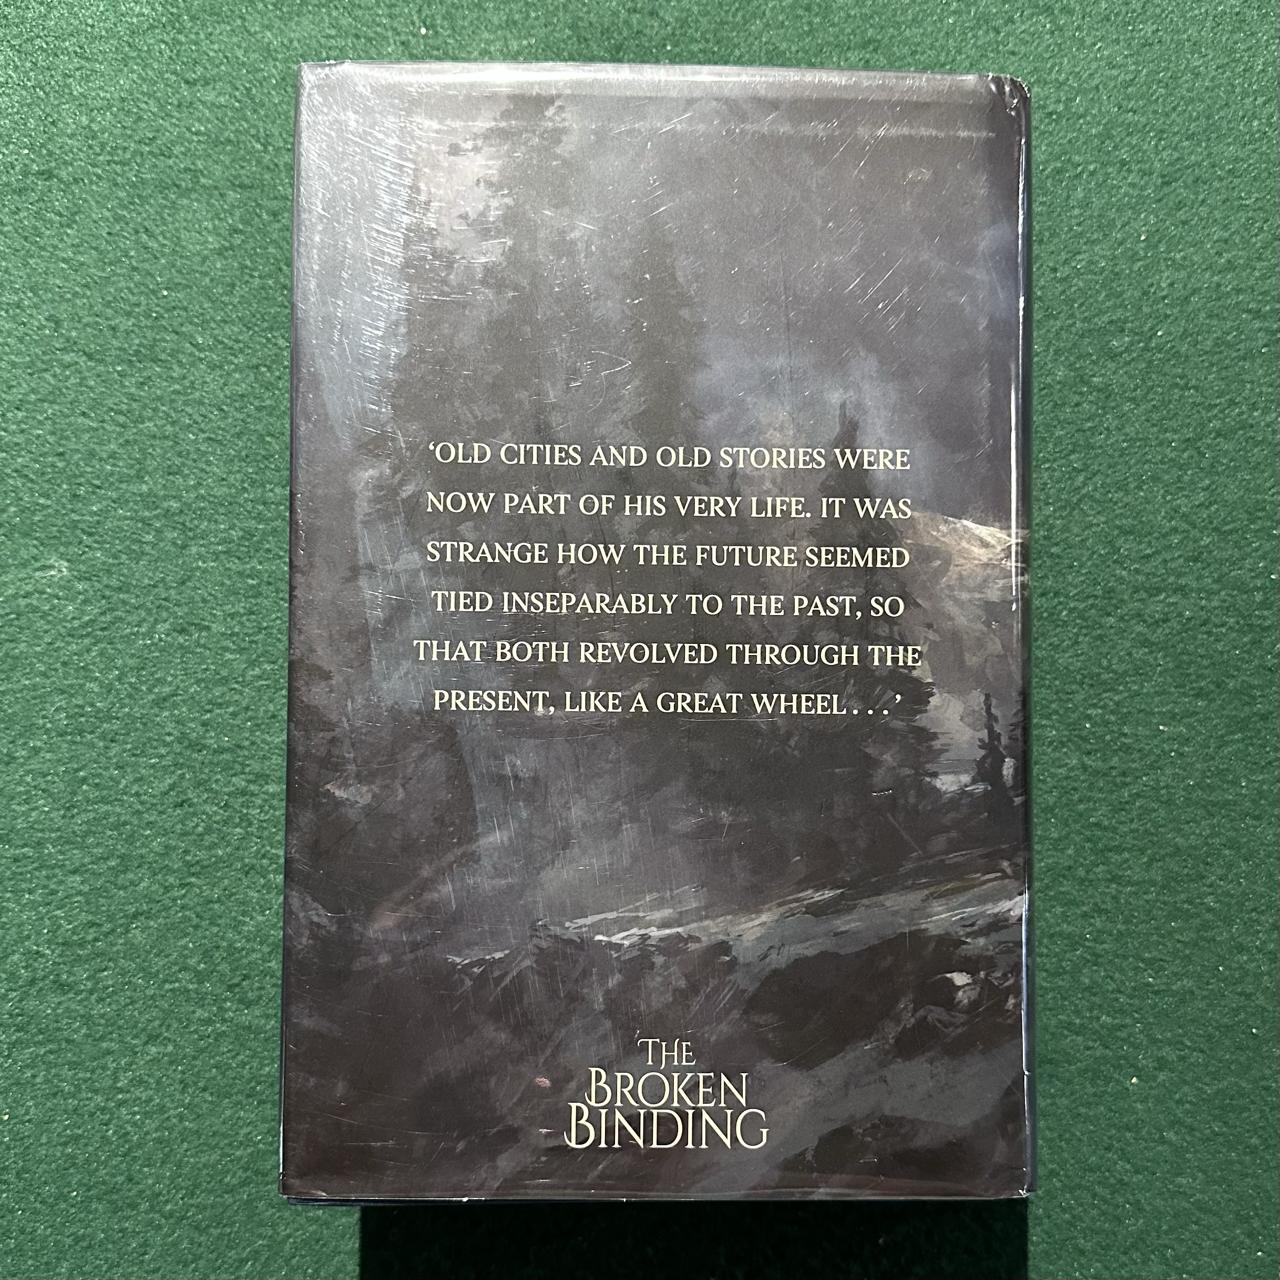 ‘OLD CITIES AND OLD STORIES WERE
NOW PART OF HIS VERY LIFE. IT WAS
STRANGE HOW THE FUTURE SEEMED
TIED INSEPARABLY TO THE PAST, SO
THAT BOTH REVOLVED THROUGH THE
PRESENT, LIKE A GREAT WHEEL . . .’
THE
BROKEN
BINDING